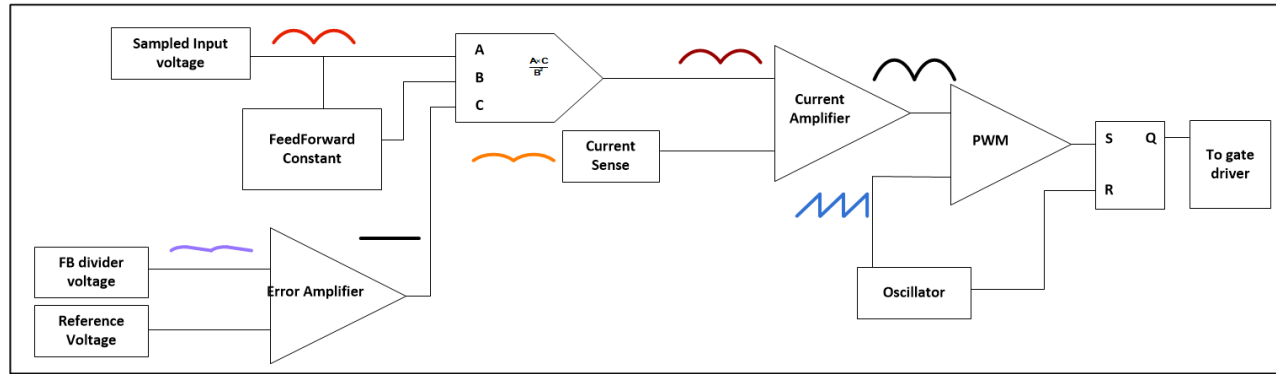 Sampled Input
voltage
FeedForward
Constant
A
B
C
A×C
B²
Current
Sense
Current
Amplifier
PWM
S
Q
R
To gate
driver
FB divider
voltage
Reference
Voltage
Error Amplifier
Oscillator